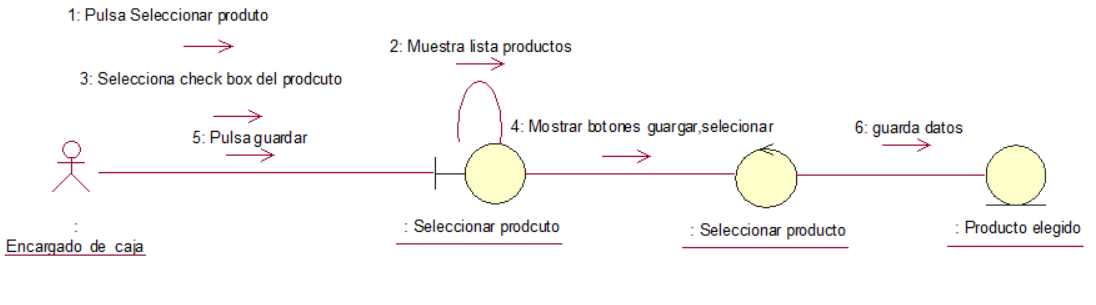 1: Pulsa Seleccionar produto
2: Muestra lista productos
3: Selecciona check box del prodcuto
4: Mostrar botones guargar,selecionar
5: Pulsa guardar
6: guarda datos
:
Encargado de caja
: Seleccionar prodcuto
: Seleccionar producto
: Producto elegido